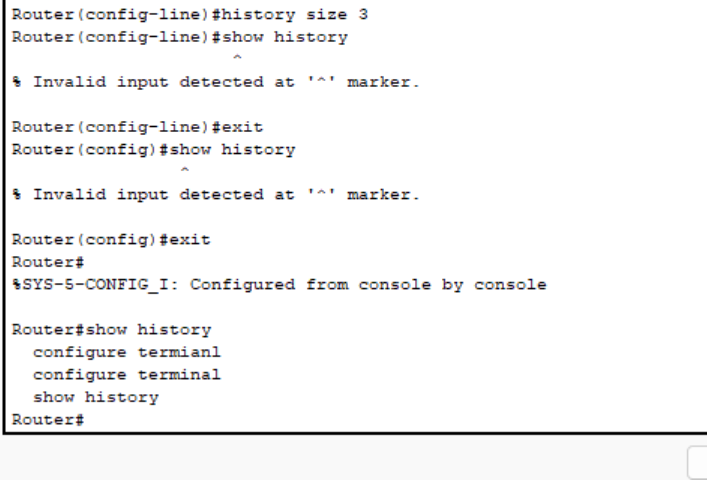 Router(config-line)#history size 3
Router(config-line)#show history
^
% Invalid input detected at '^' marker.
Router(config-line)#exit
Router(config)#show history
^
% Invalid input detected at '^' marker.
Router(config)#exit
Router#
%SYS-5-CONFIG_I: Configured from console by console
Router#show history
configure termianl
configure terminal
show history
Router#